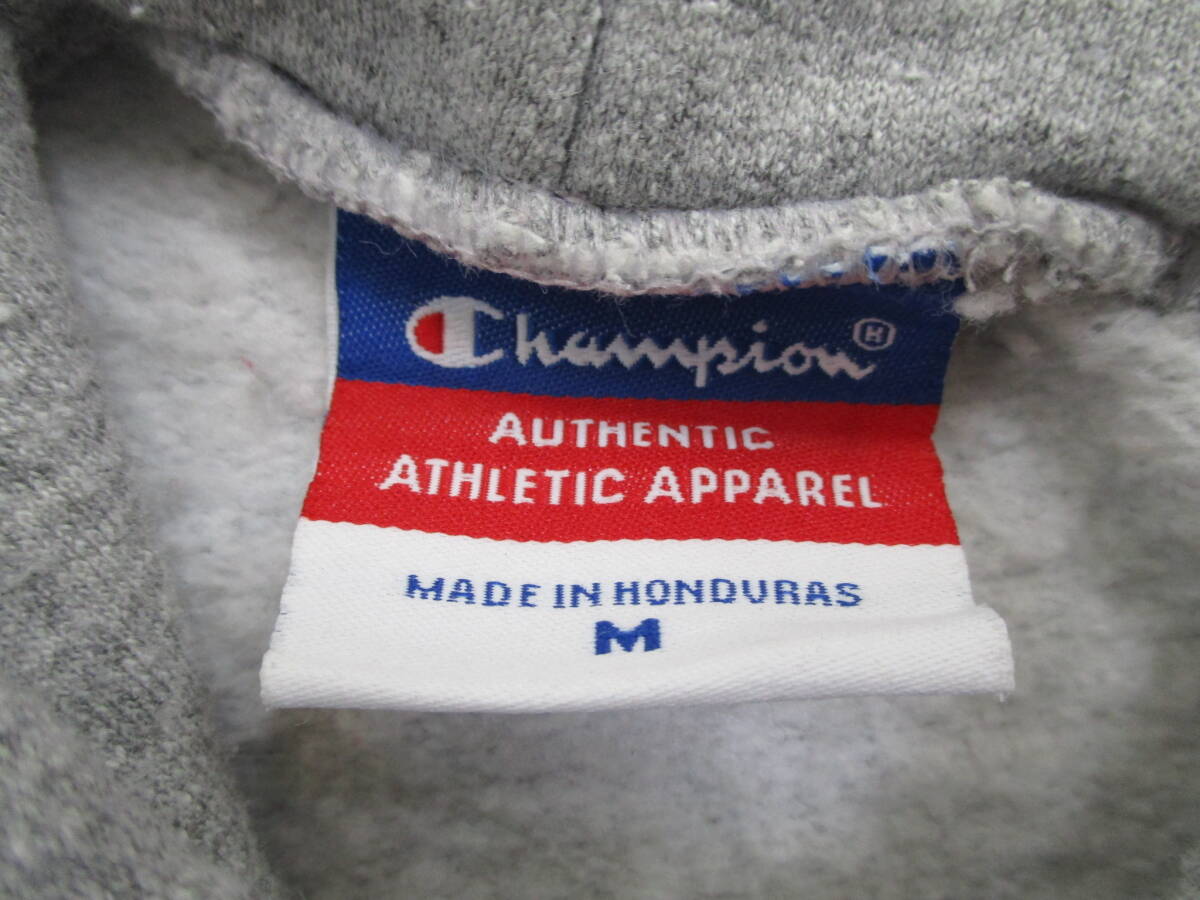 Champion®
AUTHENTIC
ATHLETIC APPAREL
MADE IN HONDURAS
M